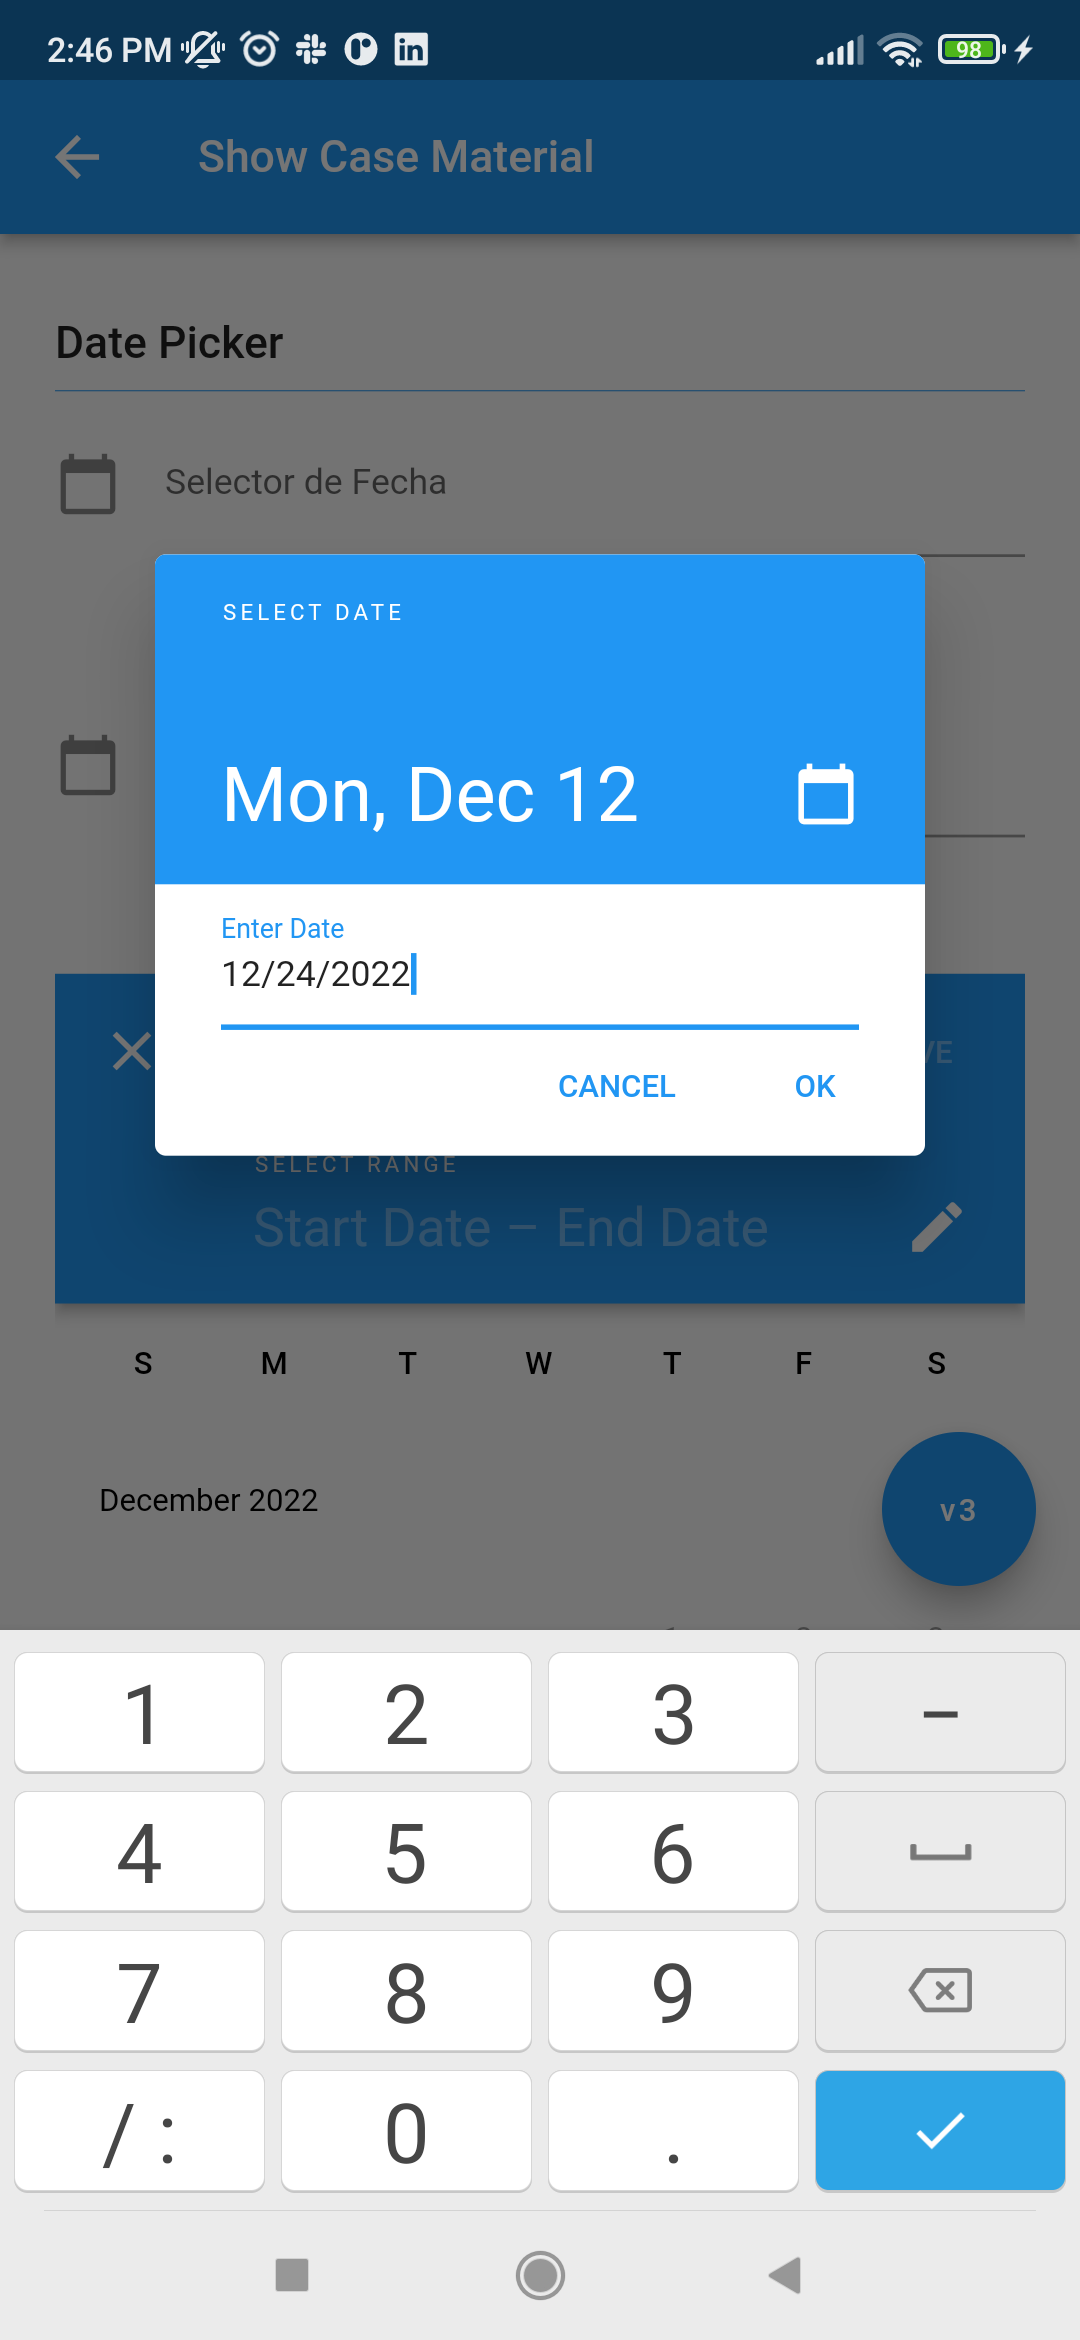 2:46 PM 98
Show Case Material
Date Picker
Selector de Fecha
SELECT DATE
Mon, Dec 12
Enter Date
12/24/2022
CANCEL OK
SELECT RANGE
Start Date – End Date
S M T W T F S
December 2022
v3
1 2 3 –
4 5 6
7 8 9
/ : 0 .